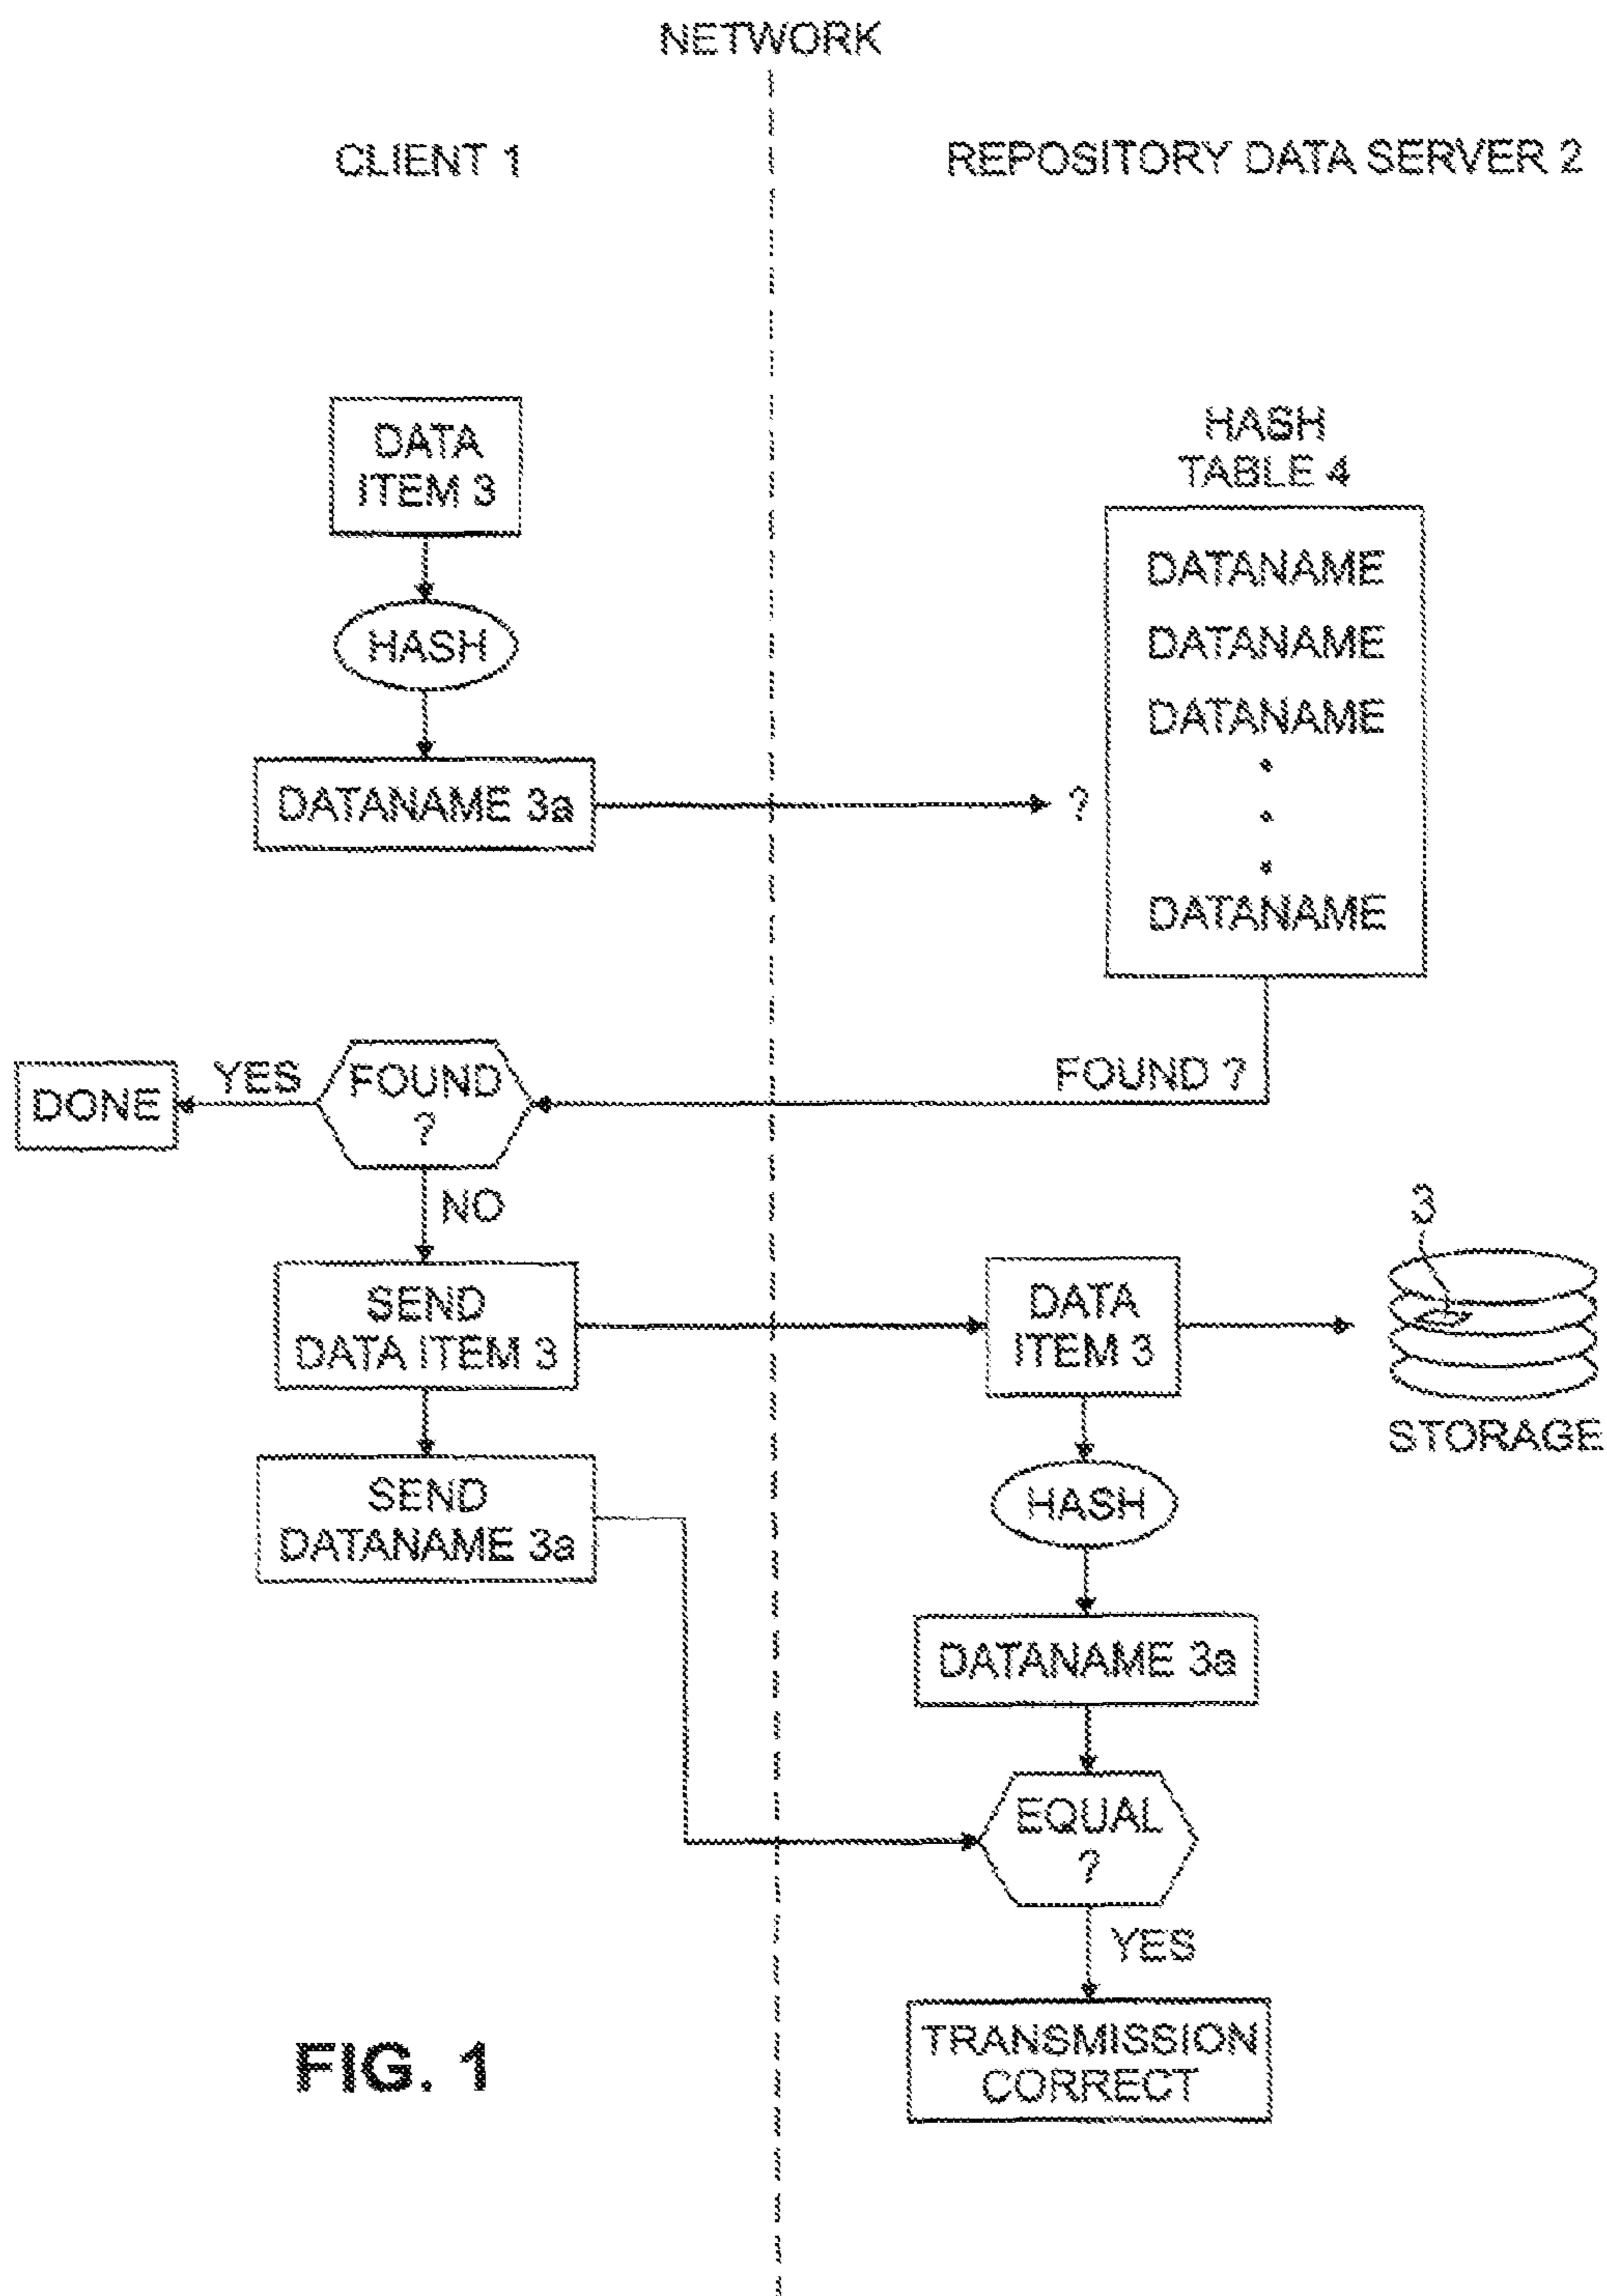 NETWORK
CLIENT 1
REPOSITORY DATA SERVER 2
DATA
ITEM 3
HASH
DATANAME 3a
?
HASH
TABLE 4
DATANAME
DATANAME
DATANAME
DATANAME
FOUND ?
FOUND
?
YES
DONE
NO
SEND
DATA ITEM 3
SEND
DATANAME 3a
DATA
ITEM 3
3
STORAGE
HASH
DATANAME 3a
EQUAL
?
YES
TRANSMISSION
CORRECT
FIG. 1